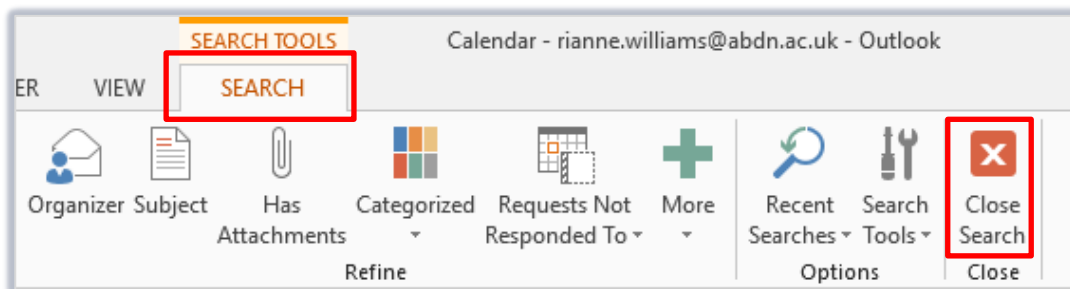 SEARCH TOOLS
Calendar - rianne.williams@abdn.ac.uk - Outlook
ER
VIEW
SEARCH
Organizer
Subject
Has
Attachments
Categorized
Requests Not
Responded To
More
Recent
Searches
Search
Tools
Close
Search
Refine
Options
Close